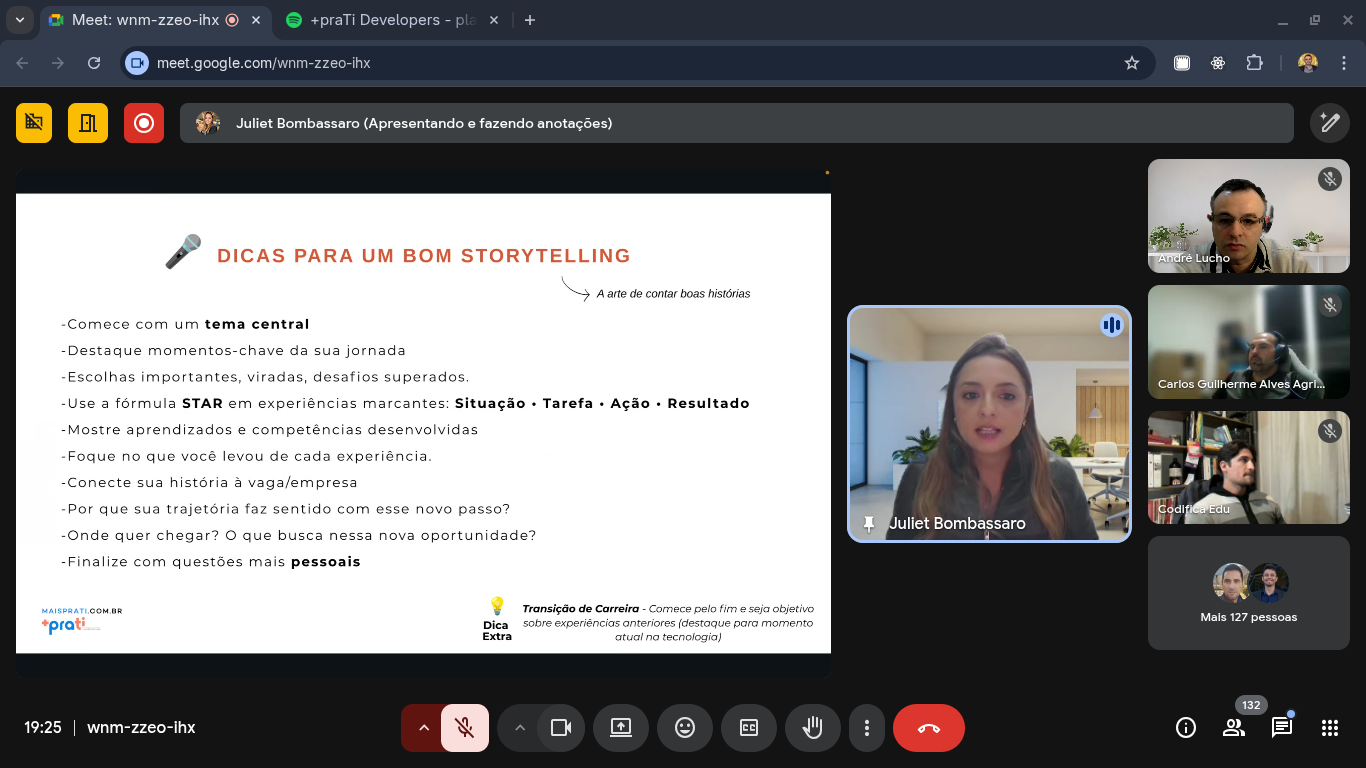 Meet: wnm-zzeo-ihx
+praTi Developers - pla
meet.google.com/wnm-zzeo-ihx
Juliet Bombassaro (Apresentando e fazendo anotações)
DICAS PARA UM BOM STORYTELLING
A arte de contar boas histórias
-Comece com um tema central
-Destaque momentos-chave da sua jornada
-Escolhas importantes, viradas, desafios superados.
-Use a fórmula STAR em experiências marcantes: Situação • Tarefa • Ação • Resultado
-Mostre aprendizados e competências desenvolvidas
-Foque no que você levou de cada experiência.
-Conecte sua história à vaga/empresa
-Por que sua trajetória faz sentido com esse novo passo?
-Onde quer chegar? O que busca nessa nova oportunidade?
-Finalize com questões mais pessoais
MAISPRATI.COM.BR
+prati
Dica
Extra
Transição de Carreira - Comece pelo fim e seja objetivo
sobre experiências anteriores (destaque para momento
atual na tecnologia)
Juliet Bombassaro
André Lucho
Carlos Guilherme Alves Agri...
Codifica Edu
Mais 127 pessoas
19:25
wnm-zzeo-ihx
132